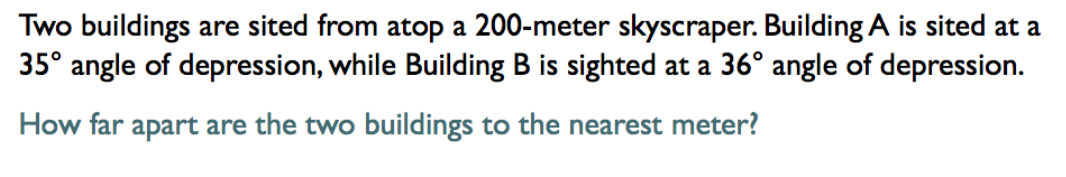 Two buildings are sited from atop a 200-meter skyscraper. Building A is sited at a
35° angle of depression, while Building B is sighted at a 36° angle of depression.
How far apart are the two buildings to the nearest meter?